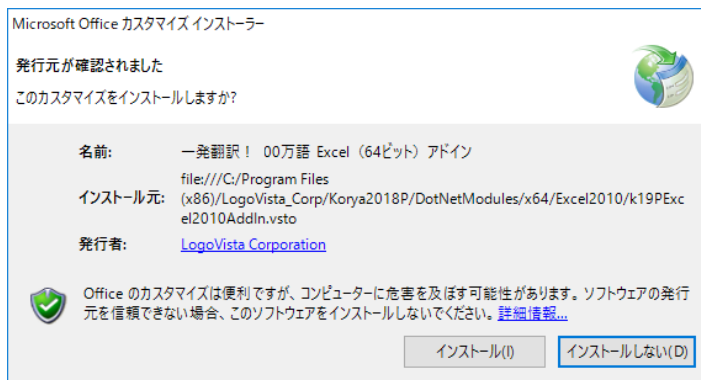 Microsoft Office カスタマイズ インストーラー
発行元が確認されました
このカスタマイズをインストールしますか?
名前: 一発翻訳! 00万語 Excel (64ビット) アドイン
インストール元: file:///C:/Program Files
(x86)/LogoVista_Corp/Korya2018P/DotNetModules/x64/Excel2010/k19PExc
el2010AddIn.vsto
発行者: LogoVista Corporation
Office のカスタマイズは便利ですが、コンピューターに危害を及ぼす可能性があります。ソフトウェアの発行
元を信頼できない場合、このソフトウェアをインストールしないでください。詳細情報...
インストール(I) インストールしない(D)